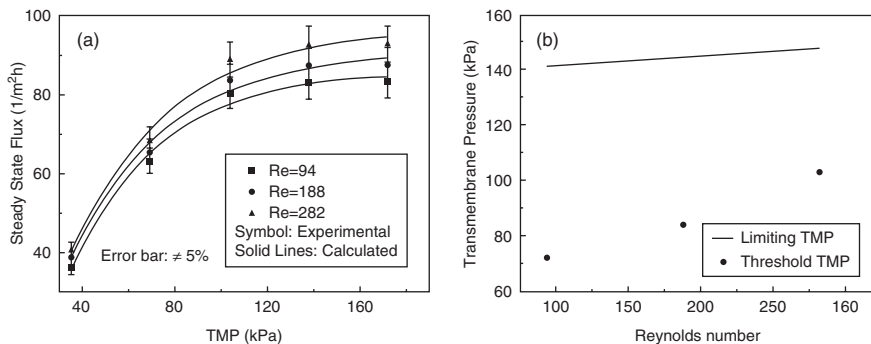 (a)
100
80
60
40
Steady State Flux (1/m²h)
40
80
120
160
TMP (kPa)
Re=94
Re=188
Re=282
Symbol: Experimental
Solid Lines: Calculated
Error bar: ≠ 5%
(b)
160
140
120
100
80
60
Transmembrane Pressure (kPa)
100
150
200
250
160
Reynolds number
Limiting TMP
Threshold TMP